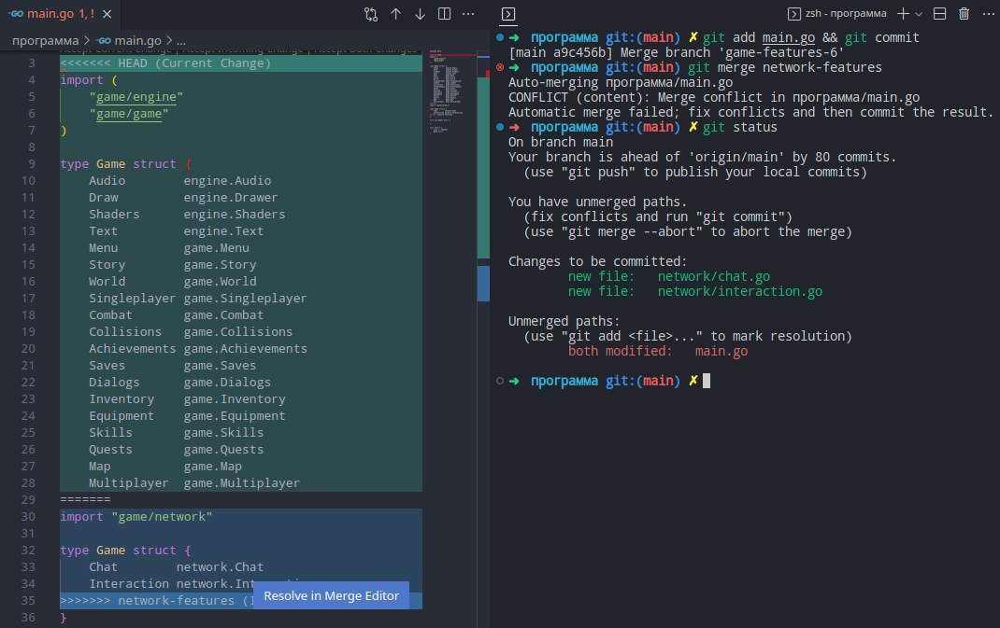 main.go 1, !
программа > main.go > ...
3 <<<<<<< HEAD (Current Change)
4 import (
5 "game/engine"
6 "game/game"
7 )
8
9 type Game struct {
10 Audio engine.Audio
11 Draw engine.Drawer
12 Shaders engine.Shaders
13 Text engine.Text
14 Menu game.Menu
15 Story game.Story
16 World game.World
17 Singleplayer game.Singleplayer
18 Combat game.Combat
19 Collisions game.Collisions
20 Achievements game.Achievements
21 Saves game.Saves
22 Dialogs game.Dialogs
23 Inventory game.Inventory
24 Equipment game.Equipment
25 Skills game.Skills
26 Quests game.Quests
27 Map game.Map
28 Multiplayer game.Multiplayer
29 =======
30 import "game/network"
31
32 type Game struct {
33 Chat network.Chat
34 Interaction
35 >>>>>>> network-features
36 }
Resolve in Merge Editor
zsh - программа
➜ программа git:(main) ✗ git add main.go && git commit
[main a9c456b] Merge branch 'game-features-6'
➜ программа git:(main) git merge network-features
Auto-merging программа/main.go
CONFLICT (content): Merge conflict in программа/main.go
Automatic merge failed; fix conflicts and then commit the result.
➜ программа git:(main) ✗ git status
On branch main
Your branch is ahead of 'origin/main' by 80 commits.
(use "git push" to publish your local commits)
You have unmerged paths.
(fix conflicts and run "git commit")
(use "git merge --abort" to abort the merge)
Changes to be committed:
new file: network/chat.go
new file: network/interaction.go
Unmerged paths:
(use "git add <file>..." to mark resolution)
both modified: main.go
➜ программа git:(main) ✗